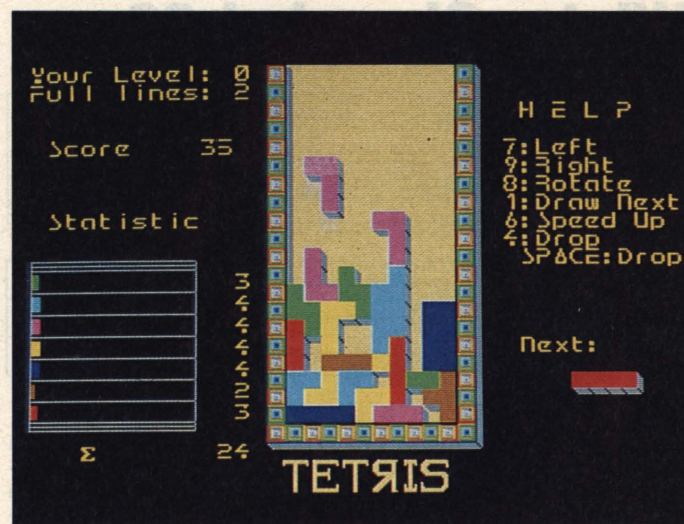 Your Level: 0
Full lines: 2
Score 35
Statistic
3
4
4
4
4
2
3
Σ 24
HELP
7:Left
9:Right
8:Rotate
1:Draw Next
6:Speed Up
4:Drop
SPACE:Drop
Next:
TETЯIS